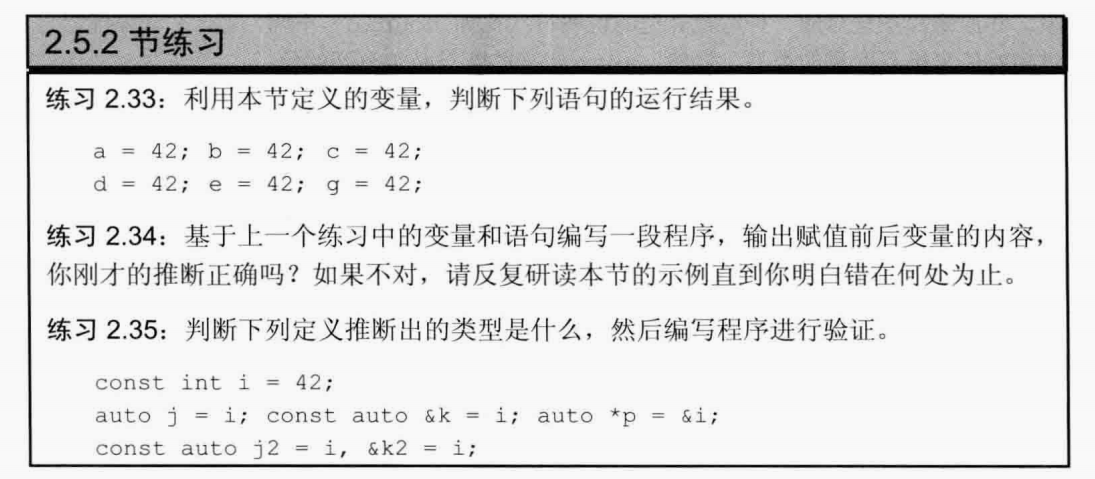 2.5.2 节练习
练习 2.33：利用本节定义的变量，判断下列语句的运行结果。
a = 42; b = 42; c = 42;
d = 42; e = 42; g = 42;
练习 2.34：基于上一个练习中的变量和语句编写一段程序，输出赋值前后变量的内容，
你刚才的推断正确吗？如果不对，请反复研读本节的示例直到你明白错在何处为止。
练习 2.35：判断下列定义推断出的类型是什么，然后编写程序进行验证。
const int i = 42;
auto j = i; const auto &k = i; auto *p = &i;
const auto j2 = i, &k2 = i;